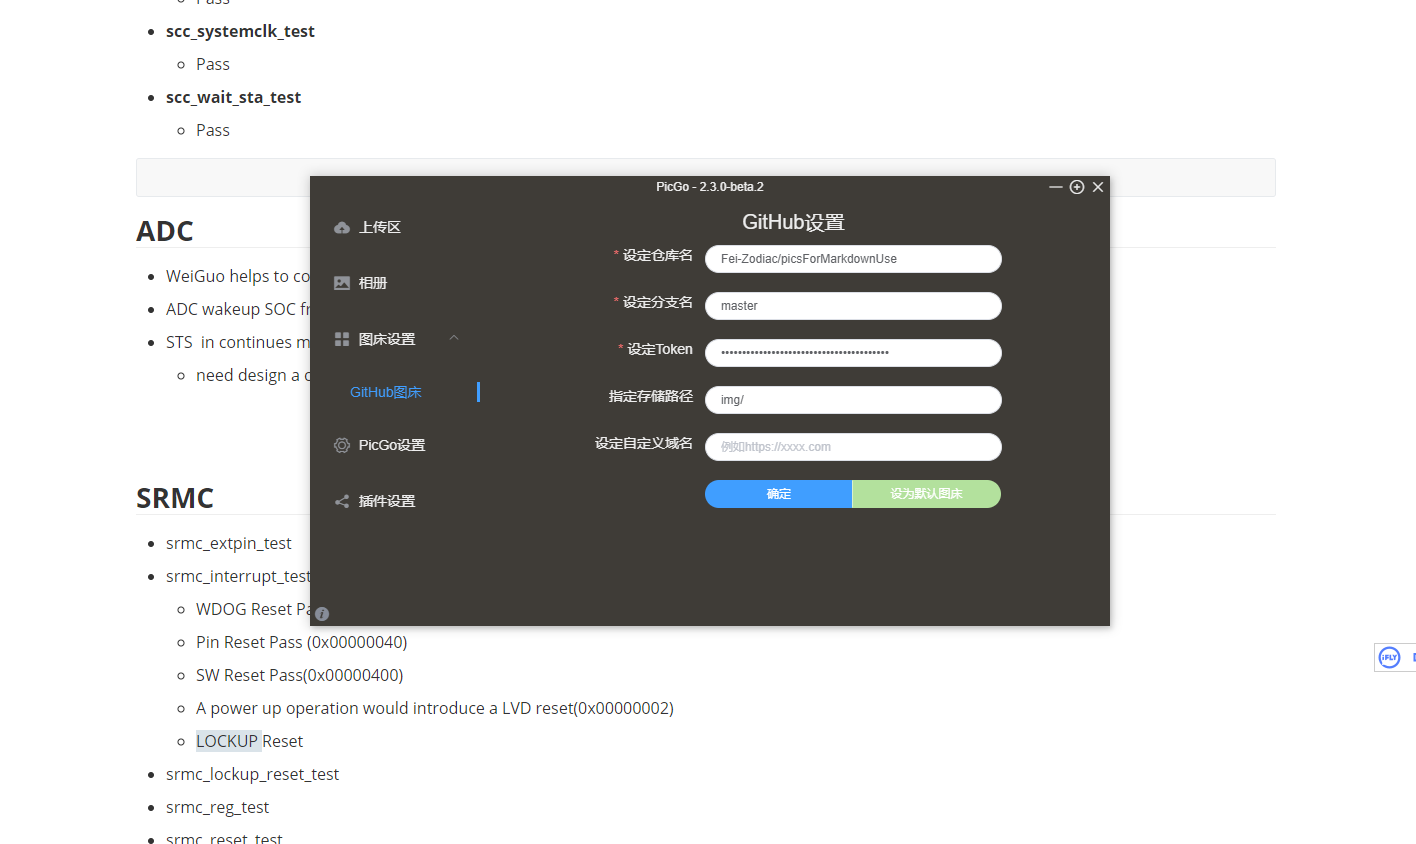 Pass
scc_systemclk_test
Pass
scc_wait_sta_test
Pass
ADC
WeiGuo helps to co
ADC wakeup SOC fr
STS in continues m
need design a c
SRMC
srmc_extpin_test
srmc_interrupt_test
WDOG Reset Pa
Pin Reset Pass (0x00000040)
SW Reset Pass(0x00000400)
A power up operation would introduce a LVD reset(0x00000002)
LOCKUP Reset
srmc_lockup_reset_test
srmc_reg_test
srmc_reset_test
PicGo - 2.3.0-beta.2
上传区
相册
图床设置
GitHub图床
PicGo设置
插件设置
GitHub设置
* 设定仓库名 Fei-Zodiac/picsForMarkdownUse
* 设定分支名 master
* 设定Token ••••••••••••••••••••••••••••••••••••••••
指定存储路径 img/
设定自定义域名 例如https://xxxx.com
确定 设为默认图床
iFLY